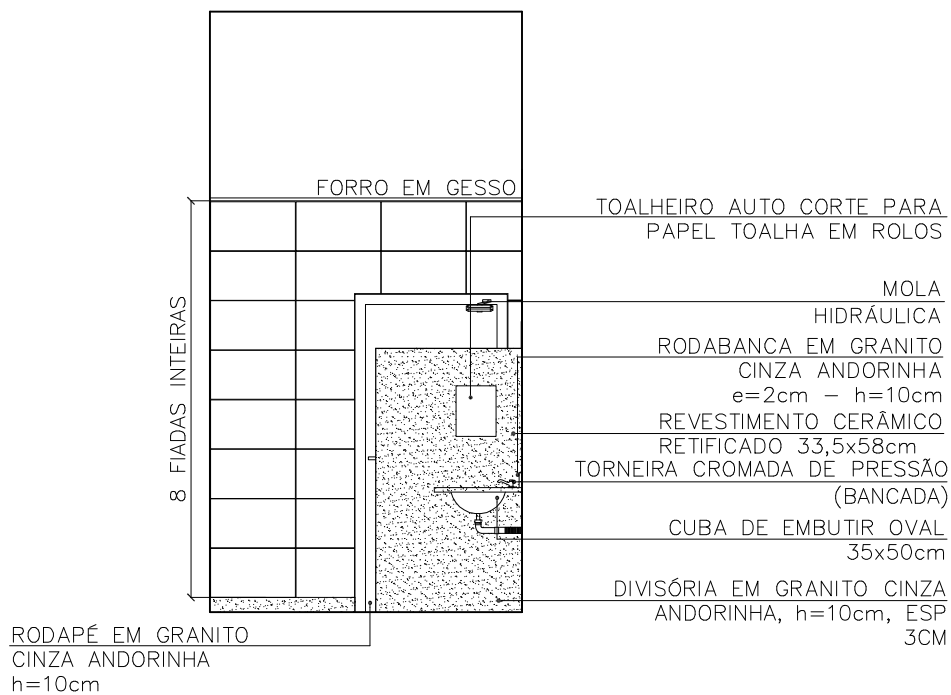 FORRO EM GESSO
TOALHEIRO AUTO CORTE PARA
PAPEL TOALHA EM ROLOS
MOLA
HIDRÁULICA
8 FIADAS INTEIRAS
RODABANCA EM GRANITO
CINZA ANDORINHA
e=2cm – h=10cm
REVESTIMENTO CERÂMICO
RETIFICADO 33,5x58cm
TORNEIRA CROMADA DE PRESSÃO
(BANCADA)
CUBA DE EMBUTIR OVAL
35x50cm
DIVISÓRIA EM GRANITO CINZA
ANDORINHA, h=10cm, ESP
3CM
RODAPÉ EM GRANITO
CINZA ANDORINHA
h=10cm